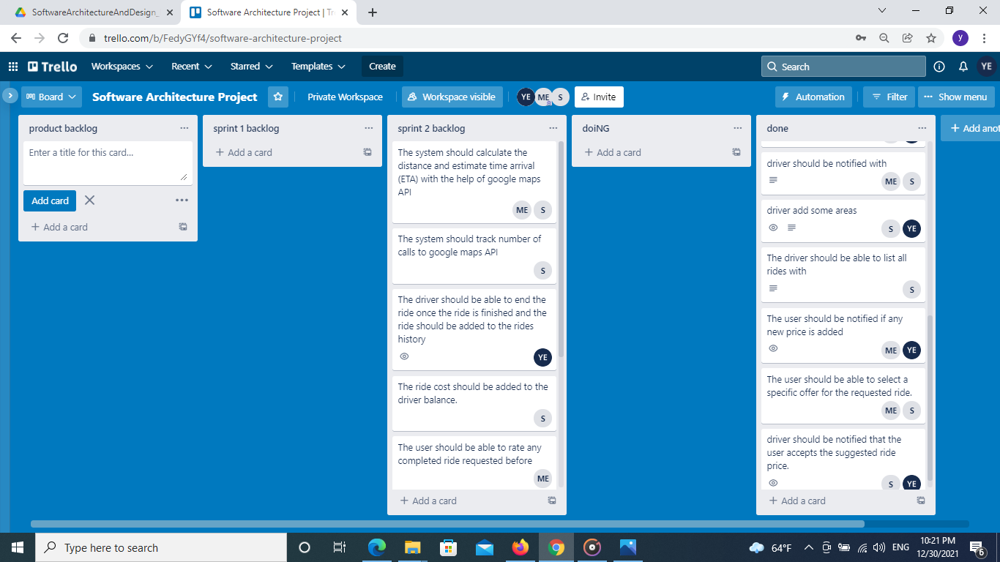 SoftwareArchitectureAndDesign_
Software Architecture Project | Tr
trello.com/b/FedyGYf4/software-architecture-project
y
Trello
Workspaces
Recent
Starred
Templates
Create
Search
YE
Board
Software Architecture Project
Private Workspace
Workspace visible
YE
ME
S
Invite
Automation
Filter
Show menu
product backlog
Enter a title for this card...
Add card
Add a card
sprint 1 backlog
Add a card
sprint 2 backlog
The system should calculate the
distance and estimate time arrival
(ETA) with the help of google maps
API
ME
S
The system should track number of
calls to google maps API
S
The driver should be able to end the
ride once the ride is finished and the
ride should be added to the rides
history
YE
The ride cost should be added to the
driver balance.
S
The user should be able to rate any
completed ride requested before
ME
Add a card
doiNG
Add a card
done
driver should be notified with
ME
S
driver add some areas
S
YE
The driver should be able to list all
rides with
S
The user should be notified if any
new price is added
ME
YE
The user should be able to select a
specific offer for the requested ride.
ME
S
driver should be notified that the
user accepts the suggested ride
price.
S
YE
Add a card
Add anot
Type here to search
64°F
ENG
10:21 PM
12/30/2021
6